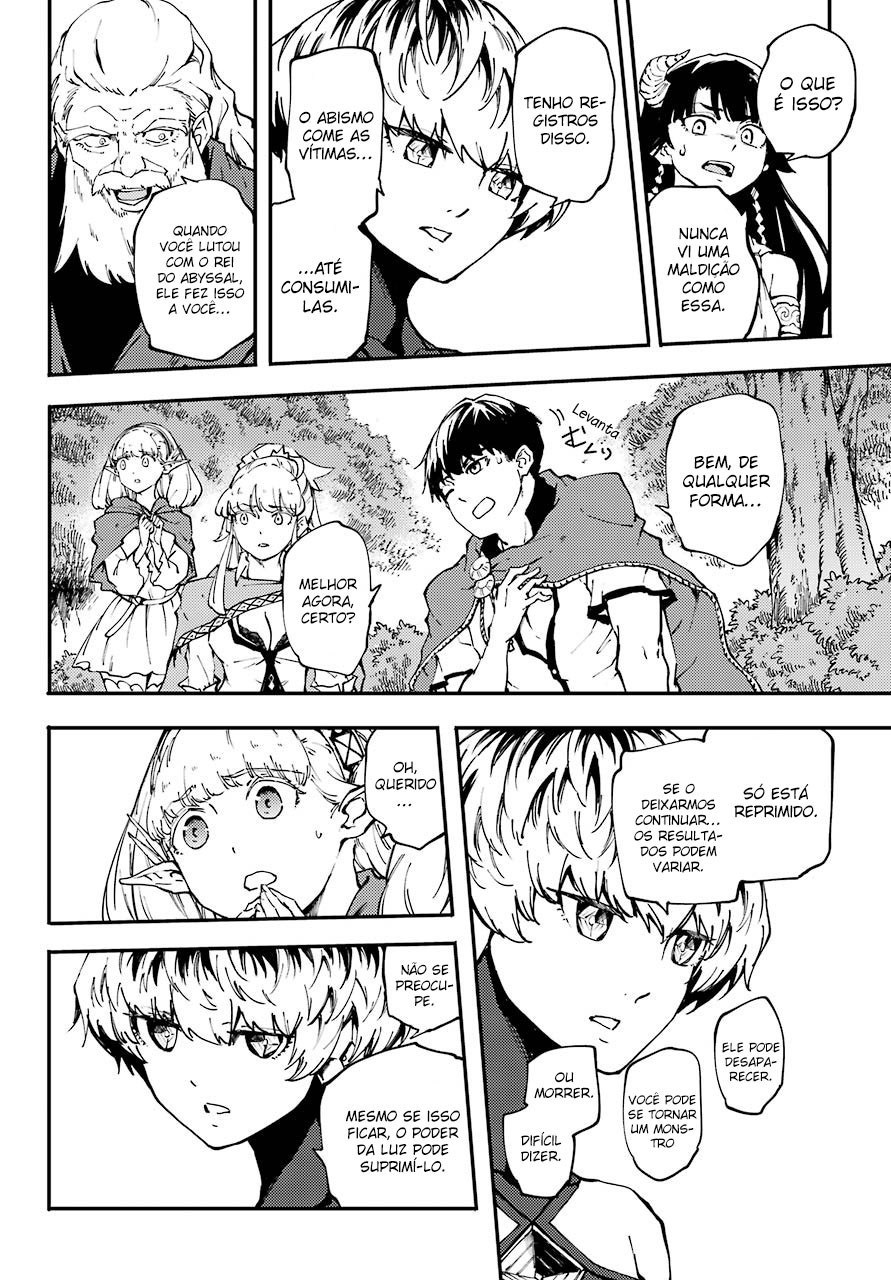 O QUE
É ISSO?
NUNCA
VI UMA
MALDIÇÃO
COMO
ESSA.
TENHO RE-
GISTROS
DISSO.
O ABISMO
COME AS
VÍTIMAS...
...ATÉ
CONSUMI-
LAS.
QUANDO
VOCÊ LUTOU
COM O REI
DO ABYSSAL,
ELE FEZ ISSO
A VOCÊ...
BEM, DE
QUALQUER
FORMA...
Levanta
むくり
MELHOR
AGORA,
CERTO?
SÓ ESTÁ
REPRIMIDO.
SE O
DEIXARMOS
CONTINUAR...
OS RESULTA-
DOS PODEM
VARIAR.
ELE PODE
DESAPA-
RECER.
VOCÊ PODE
SE TORNAR
UM MONS-
TRO
OU
MORRER.
DIFÍCIL
DIZER.
OH,
QUERIDO
...
NÃO SE
PREOCU-
PE.
MESMO SE ISSO
FICAR, O PODER
DA LUZ PODE
SUPRIMÍ-LO.